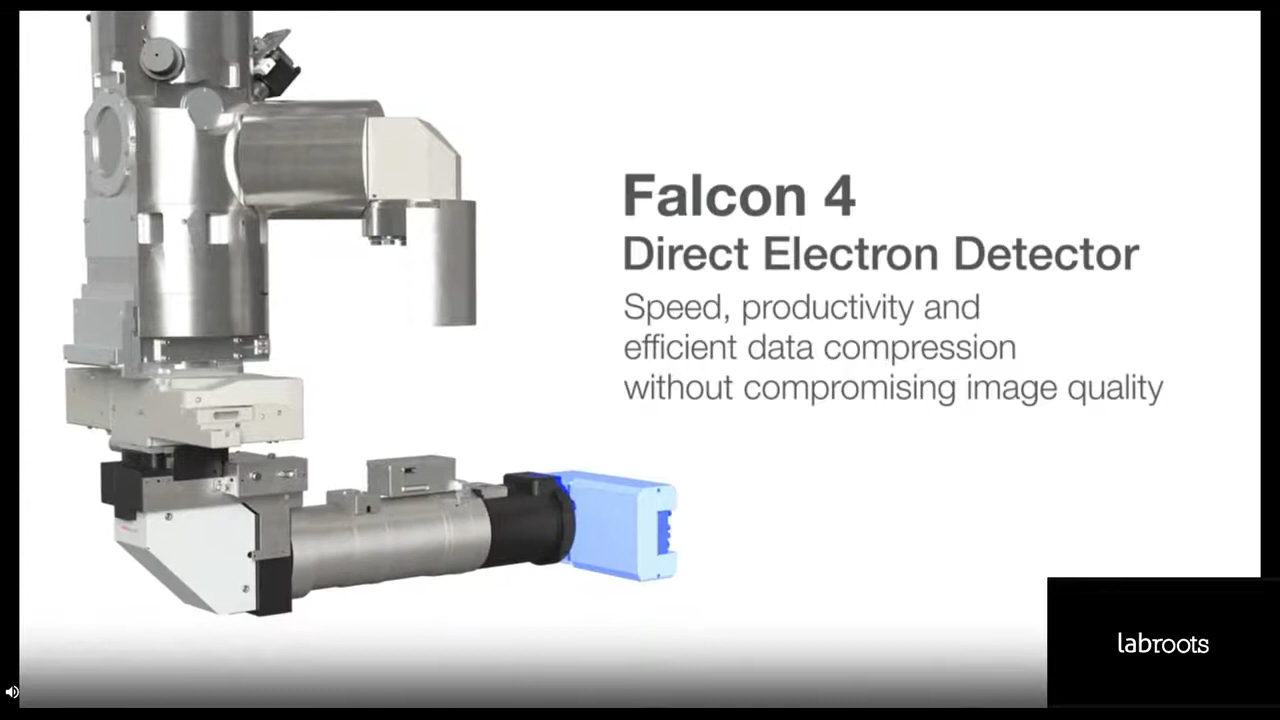 Falcon 4
Direct Electron Detector
Speed, productivity and
efficient data compression
without compromising image quality
labroots